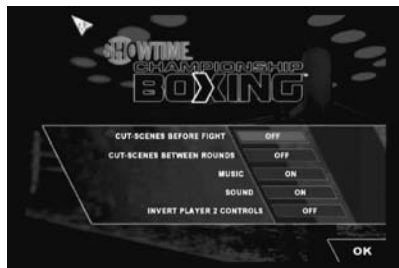 SHOWTIME
CHAMPIONSHIP
BOXING™
CUT-SCENES BEFORE FIGHT OFF
CUT-SCENES BETWEEN ROUNDS OFF
MUSIC ON
SOUND ON
INVERT PLAYER 2 CONTROLS OFF
OK